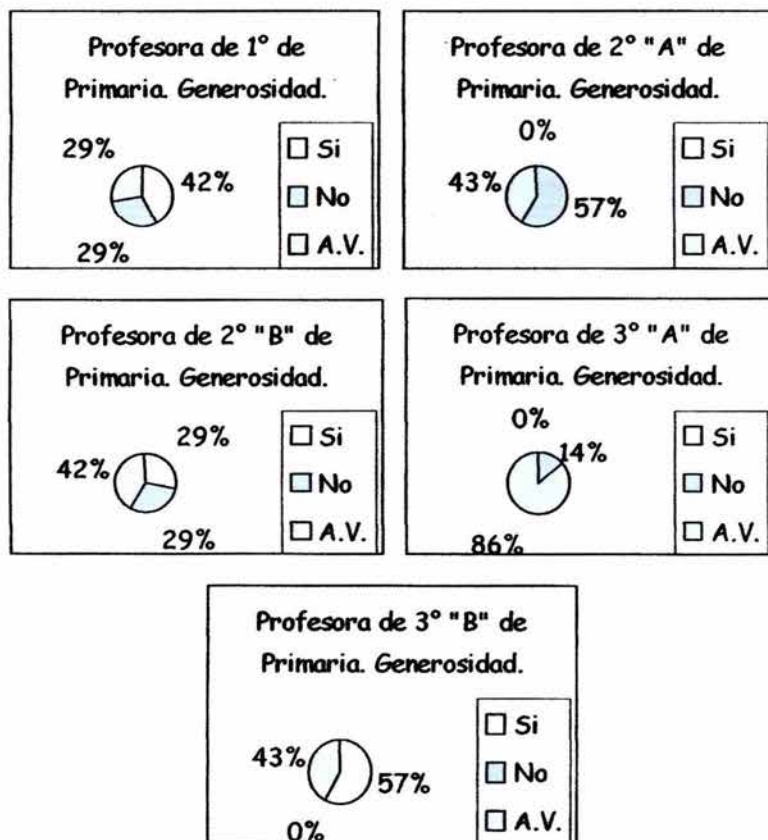 Profesora de 1° de
Primaria. Generosidad.
29%
42%
29%
Si
No
A.V.
Profesora de 2° "A" de
Primaria. Generosidad.
0%
43%
57%
Si
No
A.V.
Profesora de 2° "B" de
Primaria. Generosidad.
29%
42%
29%
Si
No
A.V.
Profesora de 3° "A" de
Primaria. Generosidad.
0%
14%
86%
Si
No
A.V.
Profesora de 3° "B" de
Primaria. Generosidad.
43%
57%
0%
Si
No
A.V.